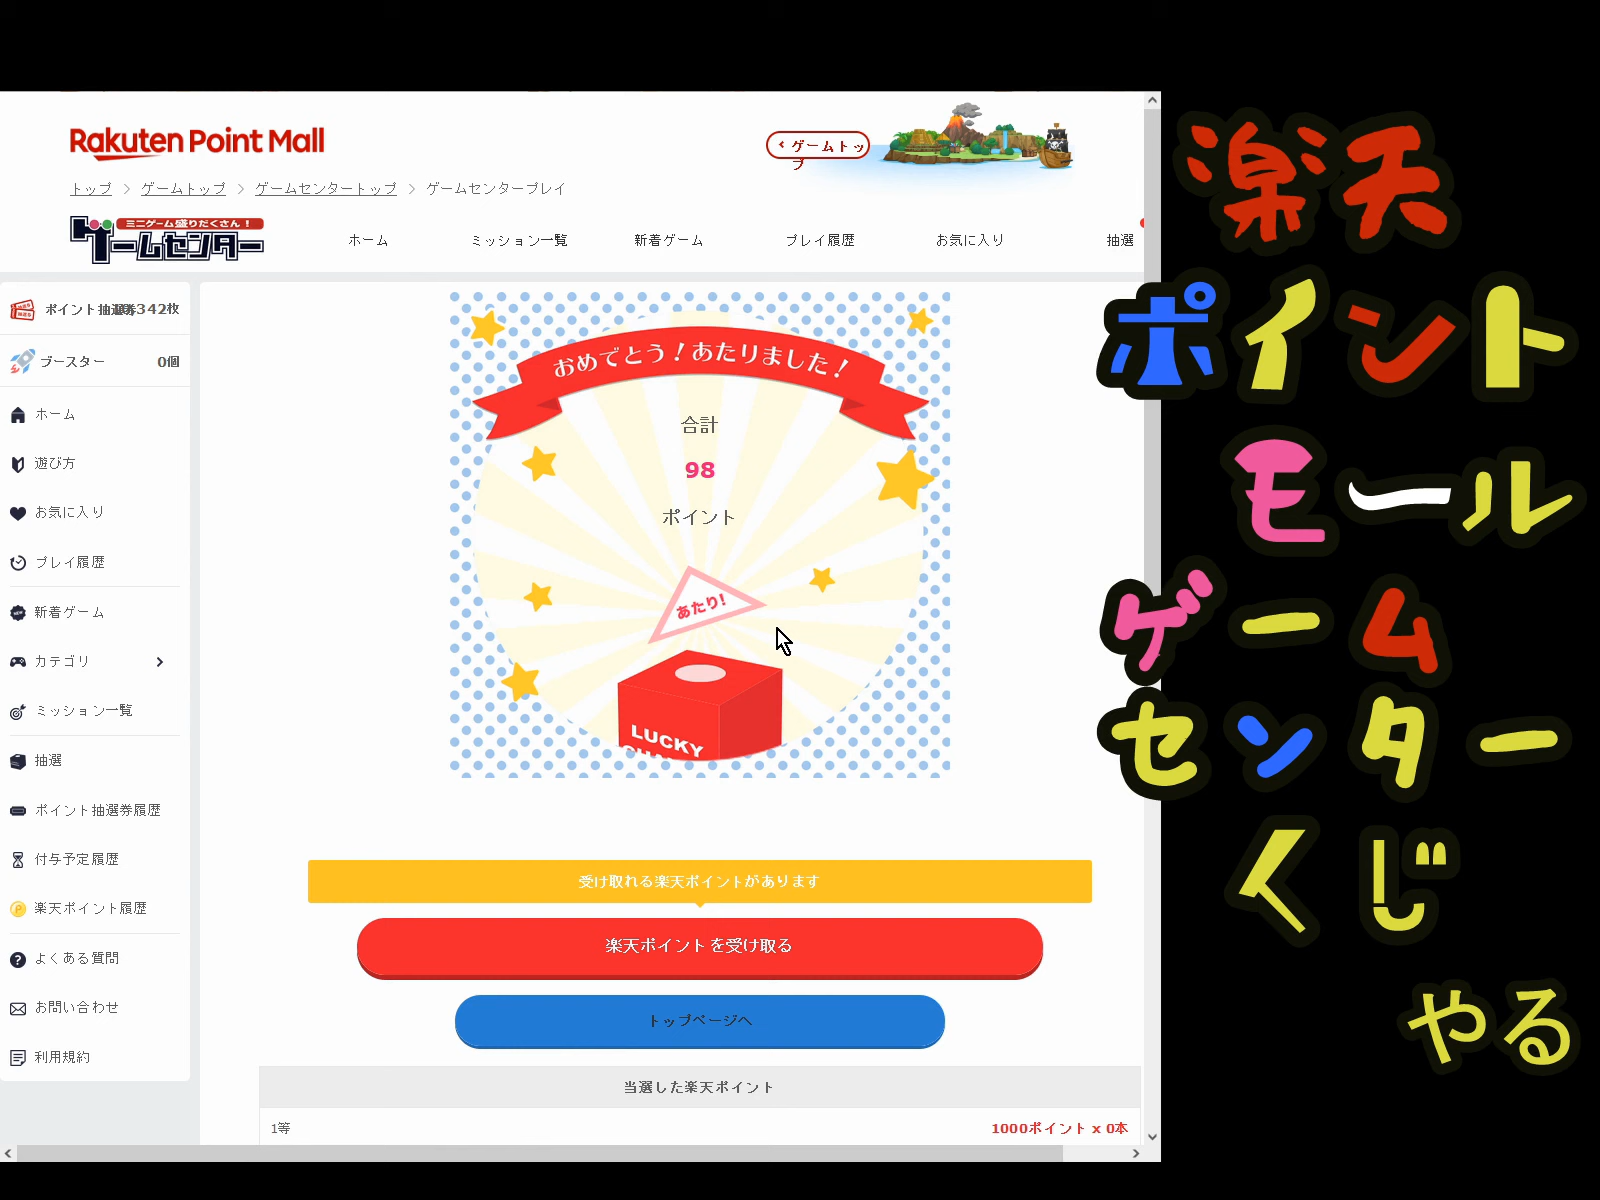 Rakuten Point Mall
ゲームトップ
トップ > ゲームトップ > ゲームセンタートップ > ゲームセンタープレイ
ミニゲーム盛りだくさん！
ゲームセンター
ホーム
ミッション一覧
新着ゲーム
プレイ履歴
お気に入り
抽選
ポイント抽選券
342枚
ブースター
0個
ホーム
遊び方
お気に入り
プレイ履歴
新着ゲーム
カテゴリ
ミッション一覧
抽選
ポイント抽選券履歴
付与予定履歴
楽天ポイント履歴
よくある質問
お問い合わせ
利用規約
おめでとう！あたりました！
合計
98
ポイント
あたり!
LUCKY
受け取れる楽天ポイントがあります
楽天ポイントを受け取る
トップページへ
当選した楽天ポイント
1等
1000ポイント x 0本
楽天
ポイント
モール
ゲーム
センター
くじ
やる